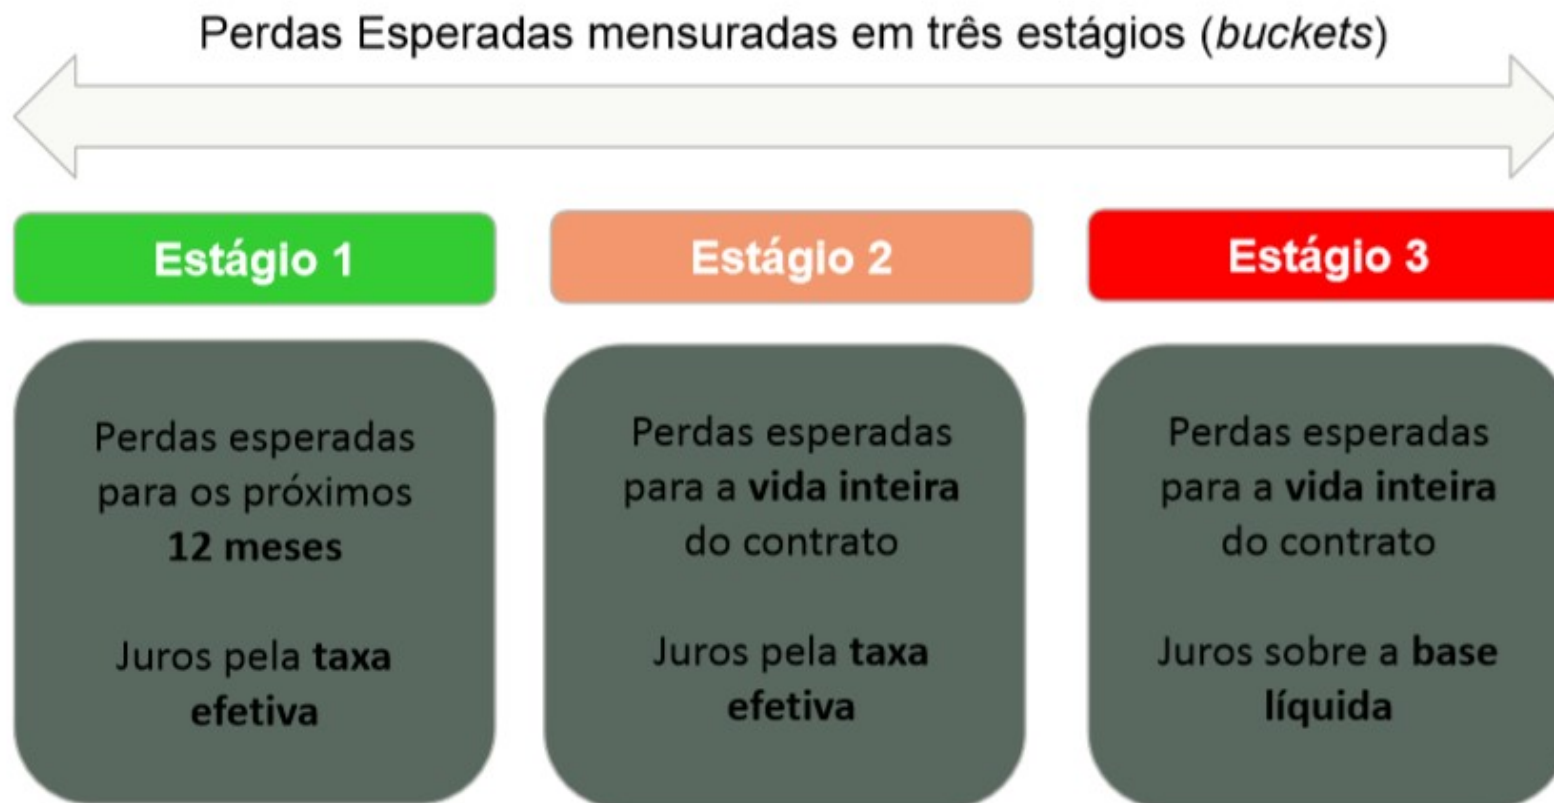 Perdas Esperadas mensuradas em três estágios (buckets)
Estágio 1
Perdas esperadas
para os próximos
12 meses
Juros pela taxa
efetiva
Estágio 2
Perdas esperadas
para a vida inteira
do contrato
Juros pela taxa
efetiva
Estágio 3
Perdas esperadas
para a vida inteira
do contrato
Juros sobre a base
líquida